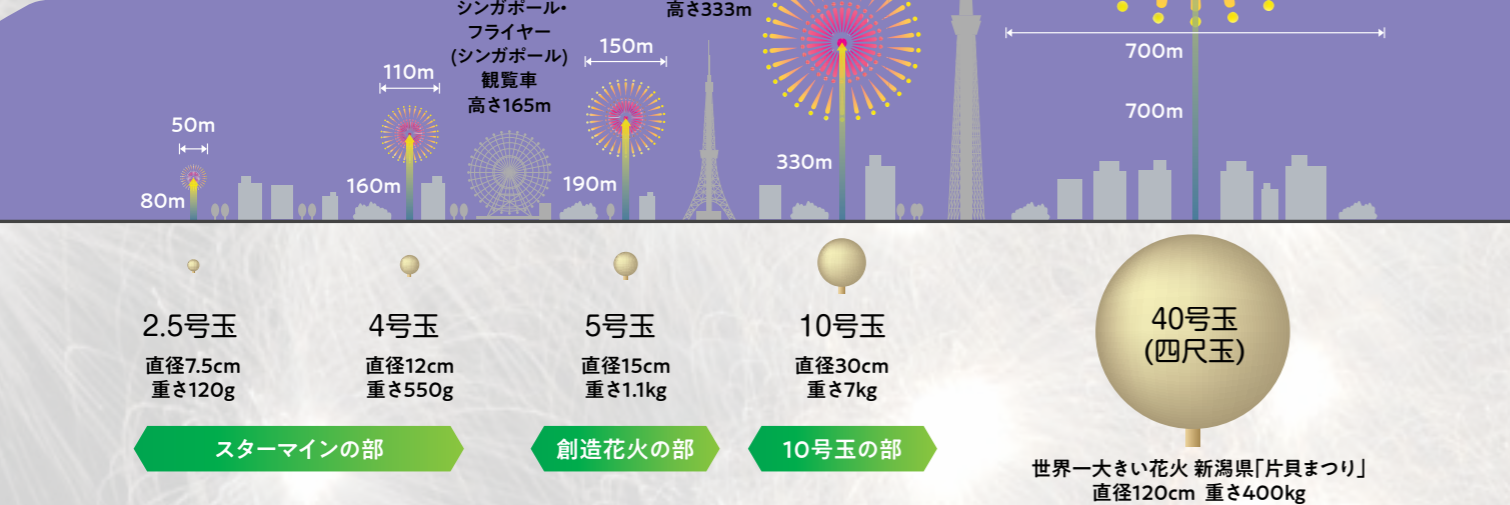 シンガポール・
フライヤー
(シンガポール)
観覧車
高さ165m
高さ333m
50m
80m
110m
160m
150m
190m
330m
700m
700m
2.5号玉
直径7.5cm
重さ120g
4号玉
直径12cm
重さ550g
5号玉
直径15cm
重さ1.1kg
10号玉
直径30cm
重さ7kg
40号玉
(四尺玉)
スターマインの部
創造花火の部
10号玉の部
世界一大きい花火 新潟県「片貝まつり」
直径120cm 重さ400kg